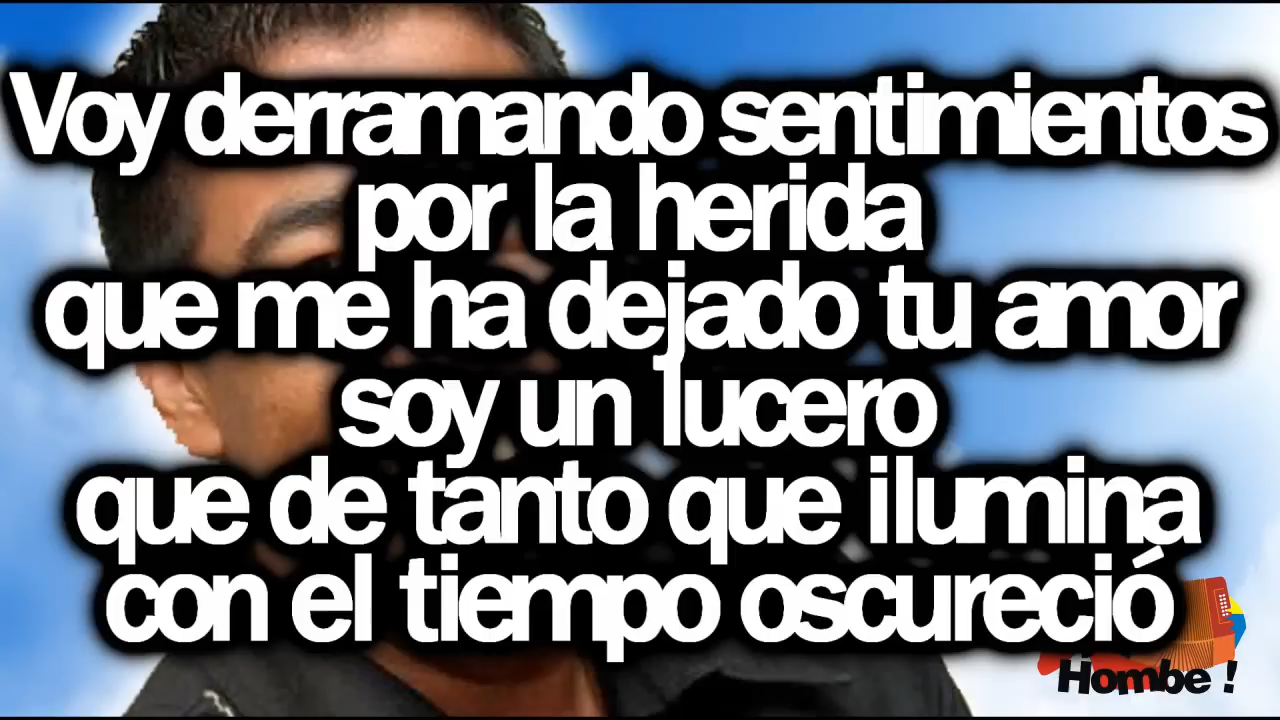 Voy derramando sentimientos
por la herida
que me ha dejado tu amor
soy un lucero
que de tanto que ilumina
con el tiempo oscureció
Hombe !